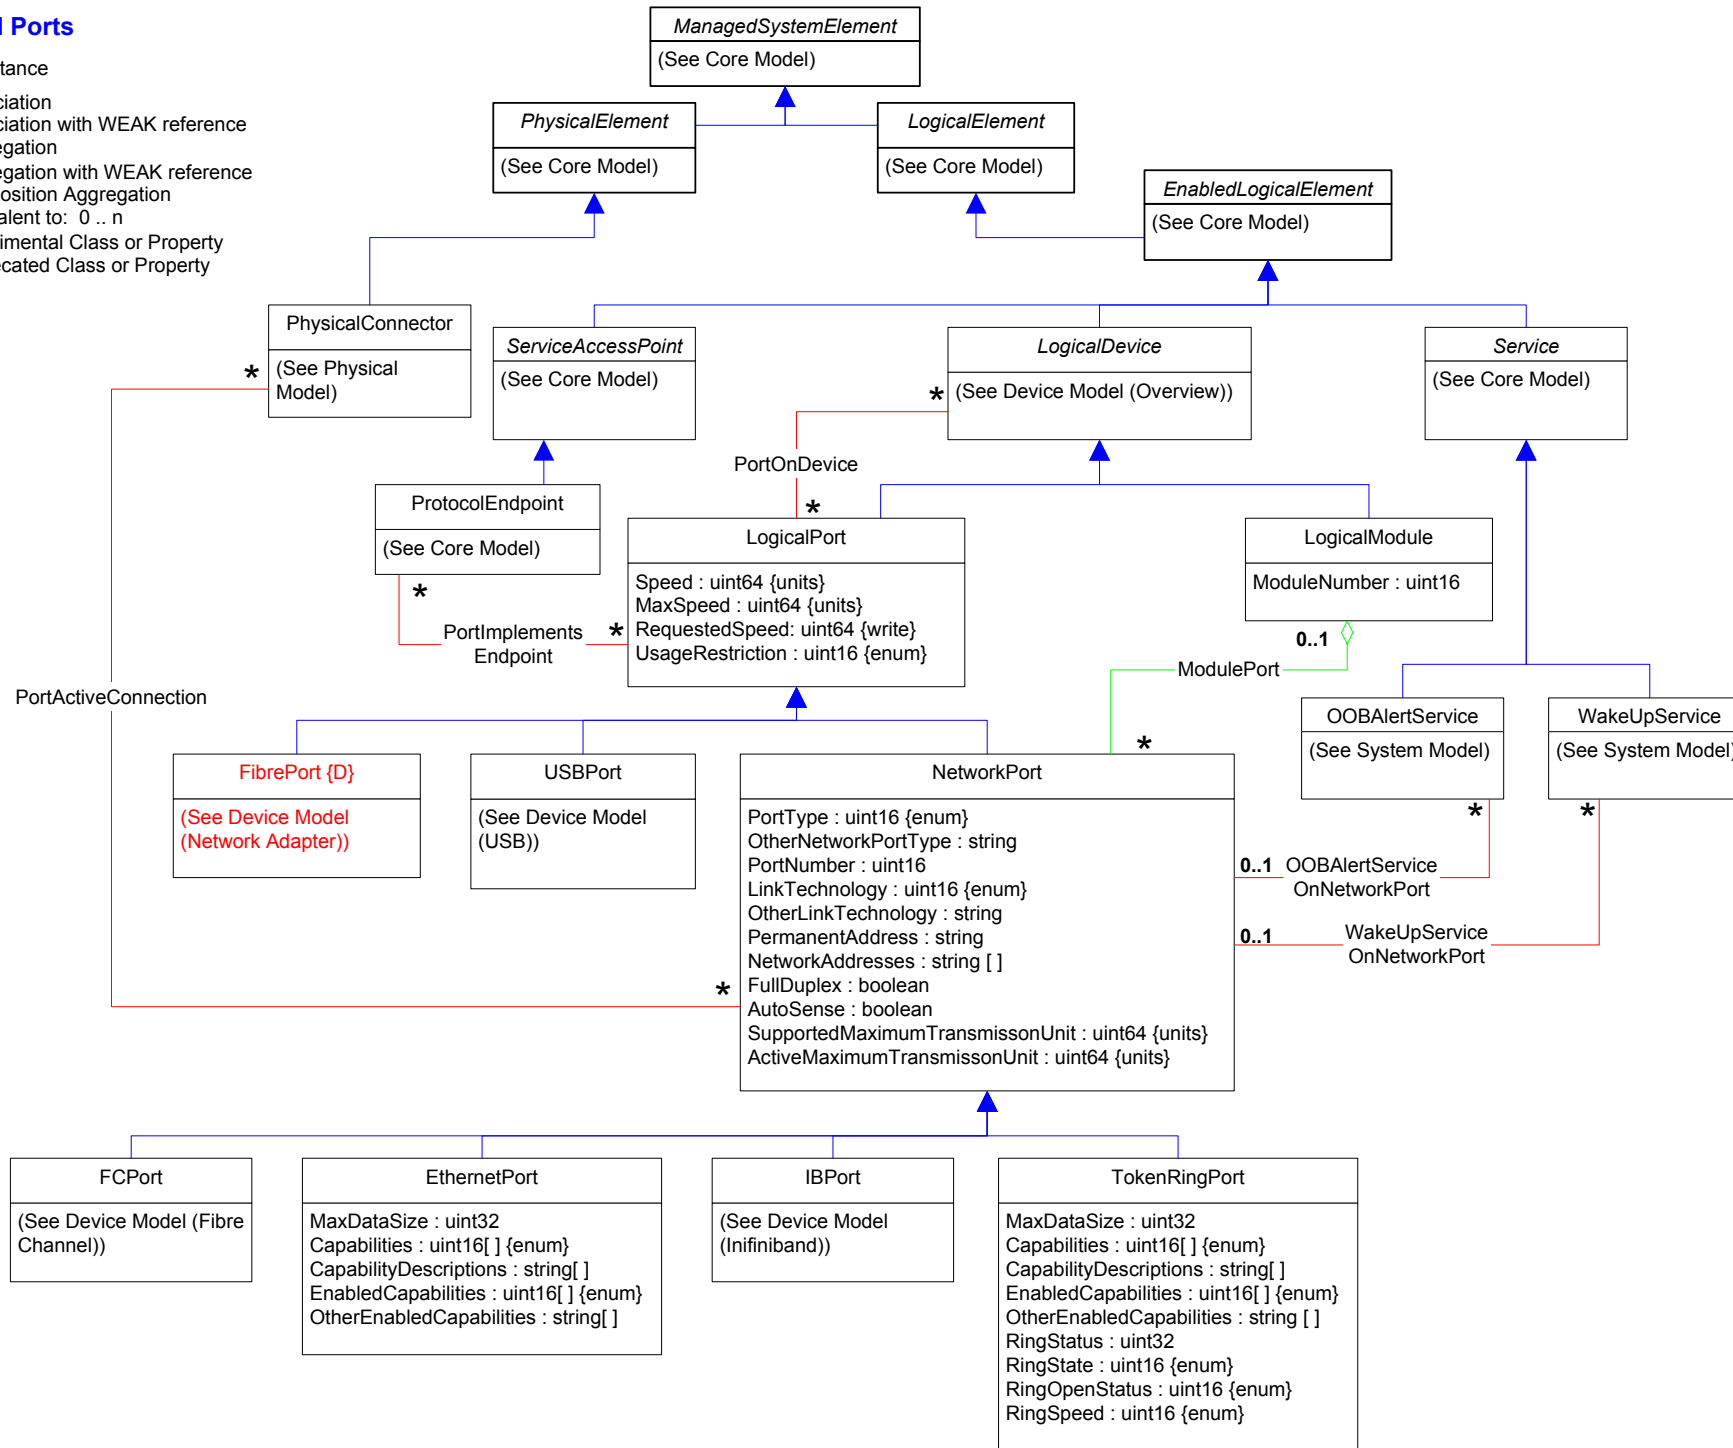 Ports
ManagedSystemElement
(See Core Model)
PhysicalElement
(See Core Model)
LogicalElement
(See Core Model)
with WEAK reference
with WEAK reference
Aggregation
to: 0 .. n
Class or Property
Class or Property
EnabledLogicalElement
(See Core Model)
PhysicalConnector
(See Physical
Model)
*
ServiceAccessPoint
(See Core Model)
LogicalDevice
(See Device Model (Overview))
*
Service
(See Core Model)
PortOnDevice
*
ProtocolEndpoint
(See Core Model)
*
PortImplements
Endpoint
*
LogicalPort
Speed : uint64 {units}
MaxSpeed : uint64 {units}
RequestedSpeed: uint64 {write}
UsageRestriction : uint16 {enum}
LogicalModule
ModuleNumber : uint16
0..1
ModulePort
*
PortActiveConnection
*
OOBAlertService
(See System Model)
*
WakeUpService
(See System Model)
*
FibrePort {D}
(See Device Model
(Network Adapter))
USBPort
(See Device Model
(USB))
NetworkPort
PortType : uint16 {enum}
OtherNetworkPortType : string
PortNumber : uint16
LinkTechnology : uint16 {enum}
OtherLinkTechnology : string
PermanentAddress : string
NetworkAddresses : string [ ]
FullDuplex : boolean
AutoSense : boolean
SupportedMaximumTransmissonUnit : uint64 {units}
ActiveMaximumTransmissonUnit : uint64 {units}
0..1 OOBAlertService
OnNetworkPort
0..1 WakeUpService
OnNetworkPort
FCPort
(See Device Model (Fibre
Channel))
EthernetPort
MaxDataSize : uint32
Capabilities : uint16[ ] {enum}
CapabilityDescriptions : string[ ]
EnabledCapabilities : uint16[ ] {enum}
OtherEnabledCapabilities : string[ ]
IBPort
(See Device Model
(Inifiniband))
TokenRingPort
MaxDataSize : uint32
Capabilities : uint16[ ] {enum}
CapabilityDescriptions : string[ ]
EnabledCapabilities : uint16[ ] {enum}
OtherEnabledCapabilities : string [ ]
RingStatus : uint32
RingState : uint16 {enum}
RingOpenStatus : uint16 {enum}
RingSpeed : uint16 {enum}